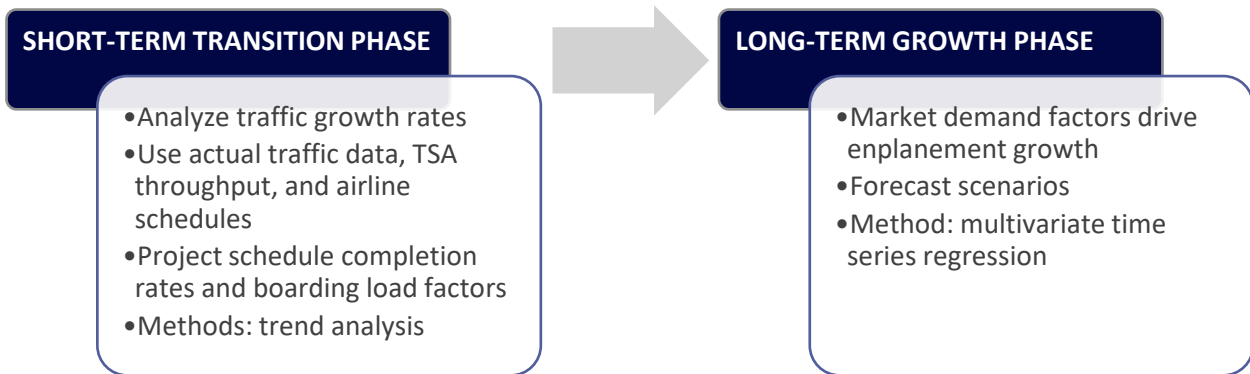 SHORT-TERM TRANSITION PHASE
•Analyze traffic growth rates
•Use actual traffic data, TSA
throughput, and airline
schedules
•Project schedule completion
rates and boarding load factors
•Methods: trend analysis
LONG-TERM GROWTH PHASE
•Market demand factors drive
enplanement growth
•Forecast scenarios
•Method: multivariate time
series regression